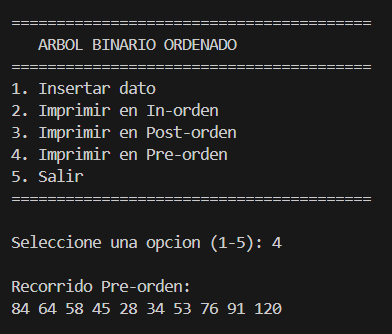 ========================================
ARBOL BINARIO ORDENADO
========================================
1. Insertar dato
2. Imprimir en In-orden
3. Imprimir en Post-orden
4. Imprimir en Pre-orden
5. Salir
========================================
Seleccione una opcion (1-5): 4
Recorrido Pre-orden:
84 64 58 45 28 34 53 76 91 120